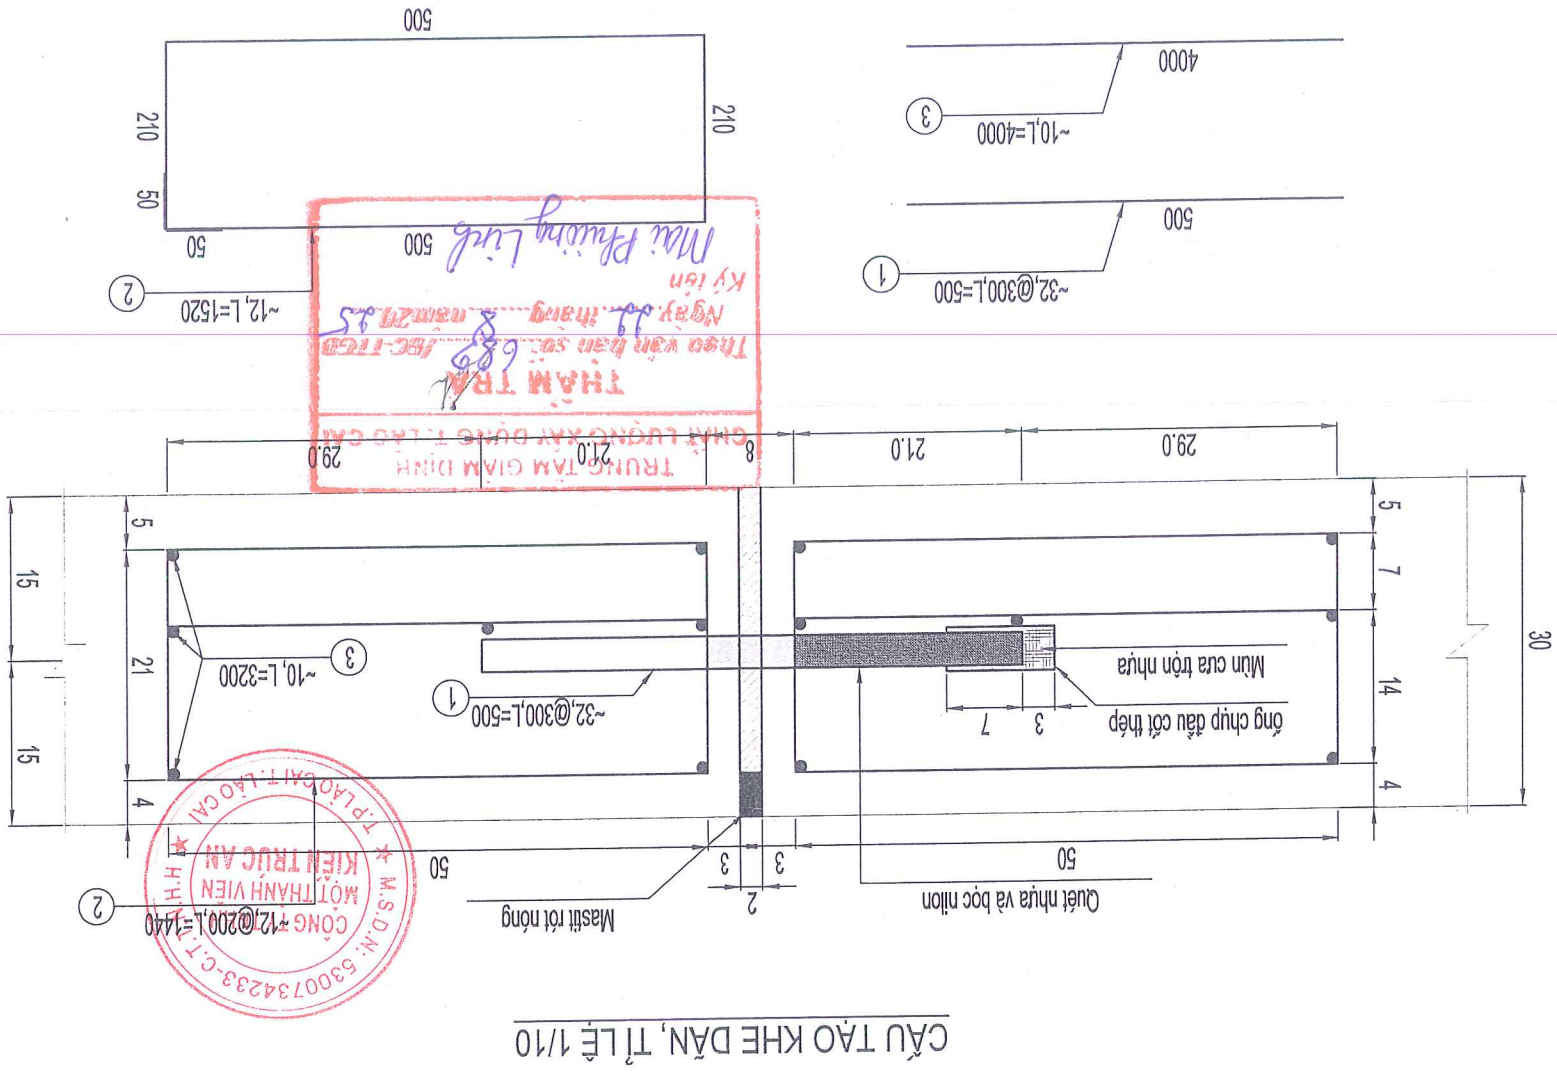 CẤU TẠO KHE DÃN, TỈ LỆ 1/10
Quét nhựa và bọc nilon
Mastit rót nóng
~12,@200,L=1440
2
50
3
3
2
50
4
14
7
5
30
4
21
5
15
15
ống chụp đầu cốt thép
3
7
Mùn cưa trộn nhựa
~32,@300,L=500
1
~10, L=3200
3
29.0
21.0
8
21.0
29.0
M.S.D.N: 5300734233-C.T.T.N.H.H
CÔNG TY TNHH
MỘT THÀNH VIÊN
KIẾN TRÚC AN
T.P LÀO CAI T. LÀO CAI
TRUNG TÂM GIÁM ĐỊNH
CHẤT LƯỢNG XÂY DỰNG T. LÀO CAI
THẨM TRA
Theo văn bản số: 689 /BC-TTGĐ
Ngày 22 tháng 8 năm 2025
Ký tên
Mai Phương Linh
~32,@300,L=500
1
500
~10,L=4000
3
4000
~12, L=1520
2
50
500
50
210
210
500